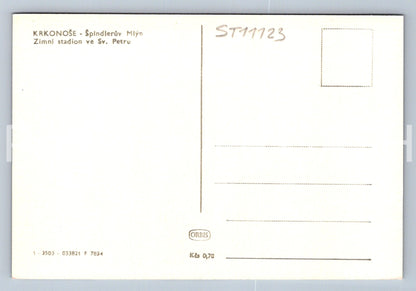 KRKONOŠE - Špindlerův Mlýn
Zimní stadion ve Sv. Petru
ST11123
ORBIS
Kčs 0,70